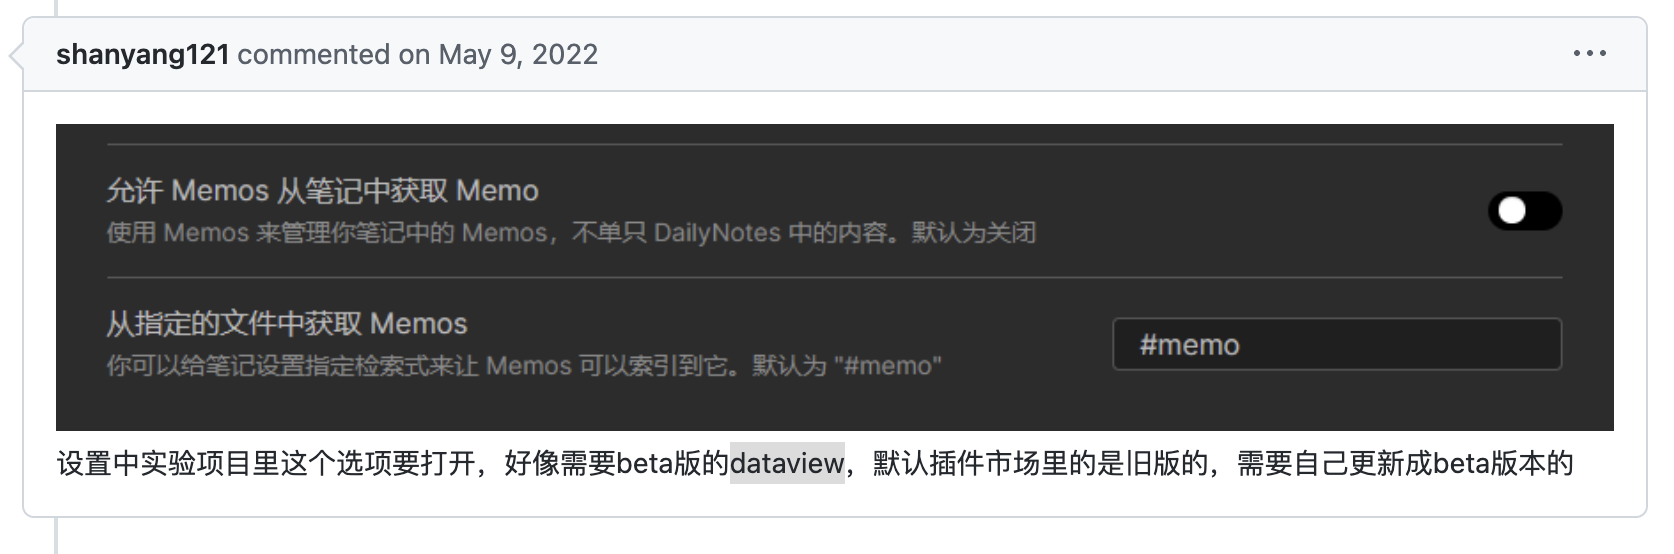 shanyang121 commented on May 9, 2022
允许 Memos 从笔记中获取 Memo
使用 Memos 来管理你笔记中的 Memos，不单只 DailyNotes 中的内容。默认为关闭
从指定的文件中获取 Memos
#memo
你可以给笔记设置指定检索式来让 Memos 可以索引到它。默认为 "#memo"
设置中实验项目里这个选项要打开，好像需要beta版的dataview，默认插件市场里的是旧版的，需要自己更新成beta版本的